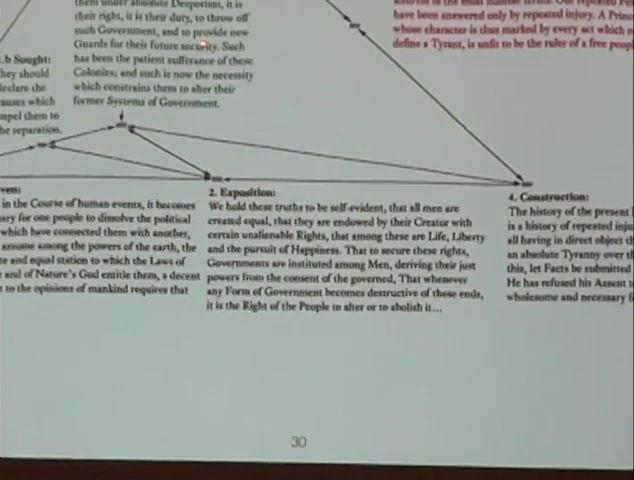 them under absolute Despotism, it is
their right, it is their duty, to throw off
such Government, and to provide new
Guards for their future security. Such
has been the patient sufferance of these
Colonies; and such is now the necessity
which constrains them to alter their
former Systems of Government.
have been answered only by repeated injury. A Prin
whose character is thus marked by every act which
define a Tyrant, is unfit to be the ruler of a free peop
.b Sought:
hey should
declare the
auses which
mpel them to
he separation.
ven:
in the Course of human events, it becomes
ary for one people to dissolve the political
which have connected them with another,
assume among the powers of the earth, the
te and equal station to which the Laws of
and of Nature's God entitle them, a decent
t to the opinions of mankind requires that
2. Exposition:
We hold these truths to be self-evident, that all men are
created equal, that they are endowed by their Creator with
certain unalienable Rights, that among these are Life, Liberty
and the pursuit of Happiness. That to secure these rights,
Governments are instituted among Men, deriving their just
powers from the consent of the governed, That whenever
any Form of Government becomes destructive of these ends,
it is the Right of the People to alter or to abolish it...
4. Construction:
The history of the present
is a history of repeated inju
all having in direct object th
an absolute Tyranny over th
this, let Facts be submitted
He has refused his Assent t
wholesome and necessary f
30